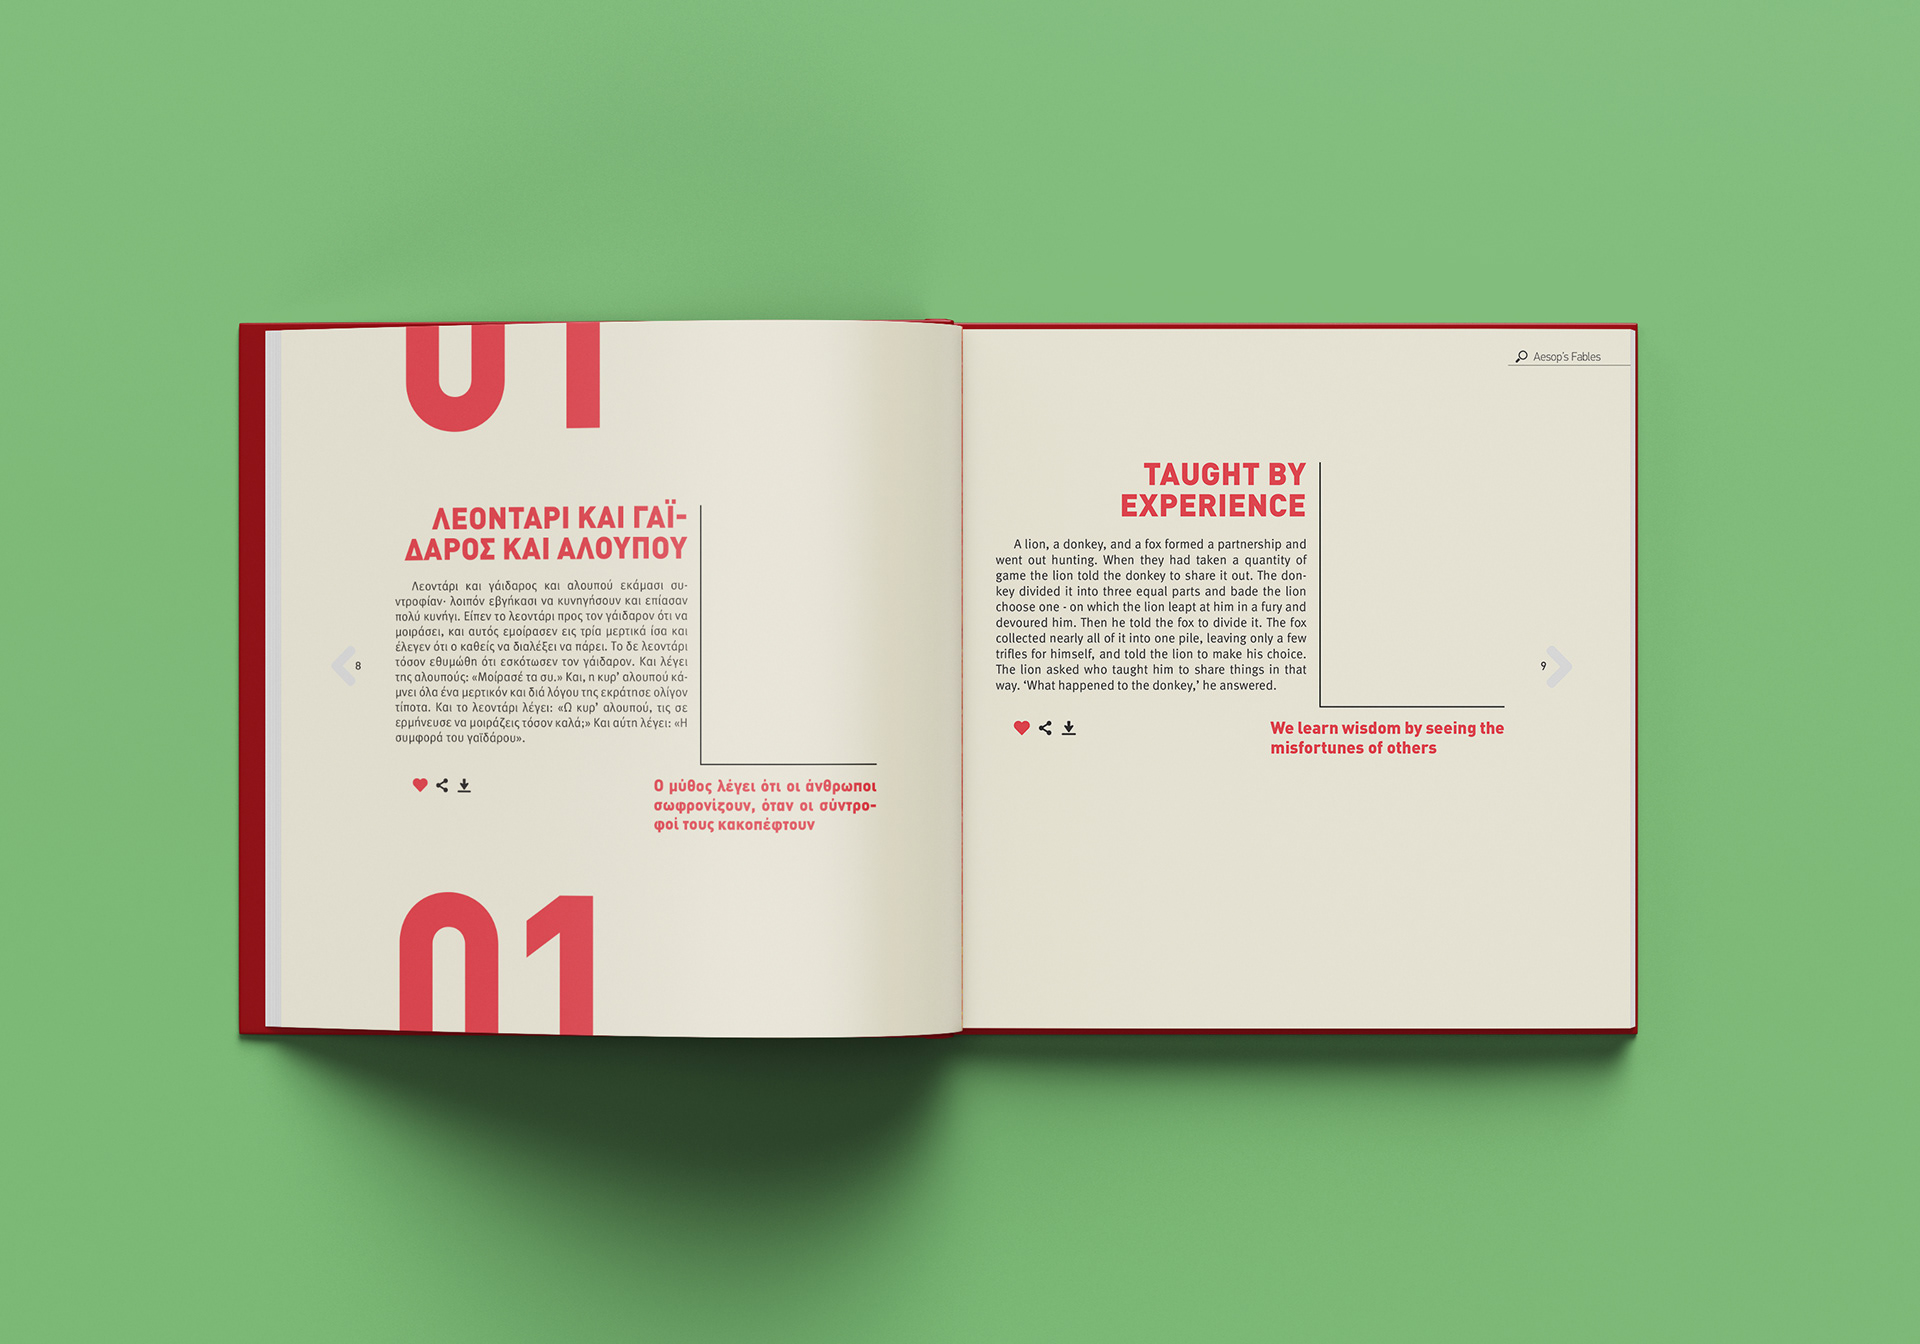 01
ΛΕΟΝΤΑΡΙ ΚΑΙ ΓΑΪ-
ΔΑΡΟΣ ΚΑΙ ΑΛΟΥΠΟΥ
Λεοντάρι και γάιδαρος και αλουπού εκάμασι συ-
ντροφίαν· λοιπόν εβγήκασι να κυνηγήσουν και επίασαν
πολύ κυνήγι. Είπεν το λεοντάρι προς τον γάιδαρον ότι να
μοιράσει, και αυτός εμοίρασεν εις τρία μερτικά ίσα και
έλεγεν ότι ο καθείς να διαλέξει να πάρει. Το δε λεοντάρι
τόσον εθυμώθη ότι εσκότωσεν τον γάιδαρον. Και λέγει
της αλουπούς: «Μοίρασέ τα συ.» Και, η κυρ’ αλουπού κά-
μνει όλα ένα μερτικόν και διά λόγου της εκράτησε ολίγον
τίποτα. Και το λεοντάρι λέγει: «Ω κυρ’ αλουπού, τις σε
ερμήνευσε να μοιράζεις τόσον καλά;» Και αύτη λέγει: «Η
συμφορά του γαϊδάρου».
8
Ο μύθος λέγει ότι οι άνθρωποι
σωφρονίζουν, όταν οι σύντρο-
φοί τους κακοπέφτουν
01
Aesop's Fables
TAUGHT BY
EXPERIENCE
A lion, a donkey, and a fox formed a partnership and
went out hunting. When they had taken a quantity of
game the lion told the donkey to share it out. The don-
key divided it into three equal parts and bade the lion
choose one - on which the lion leapt at him in a fury and
devoured him. Then he told the fox to divide it. The fox
collected nearly all of it into one pile, leaving only a few
trifles for himself, and told the lion to make his choice.
The lion asked who taught him to share things in that
way. ‘What happened to the donkey,’ he answered.
9
We learn wisdom by seeing the
misfortunes of others